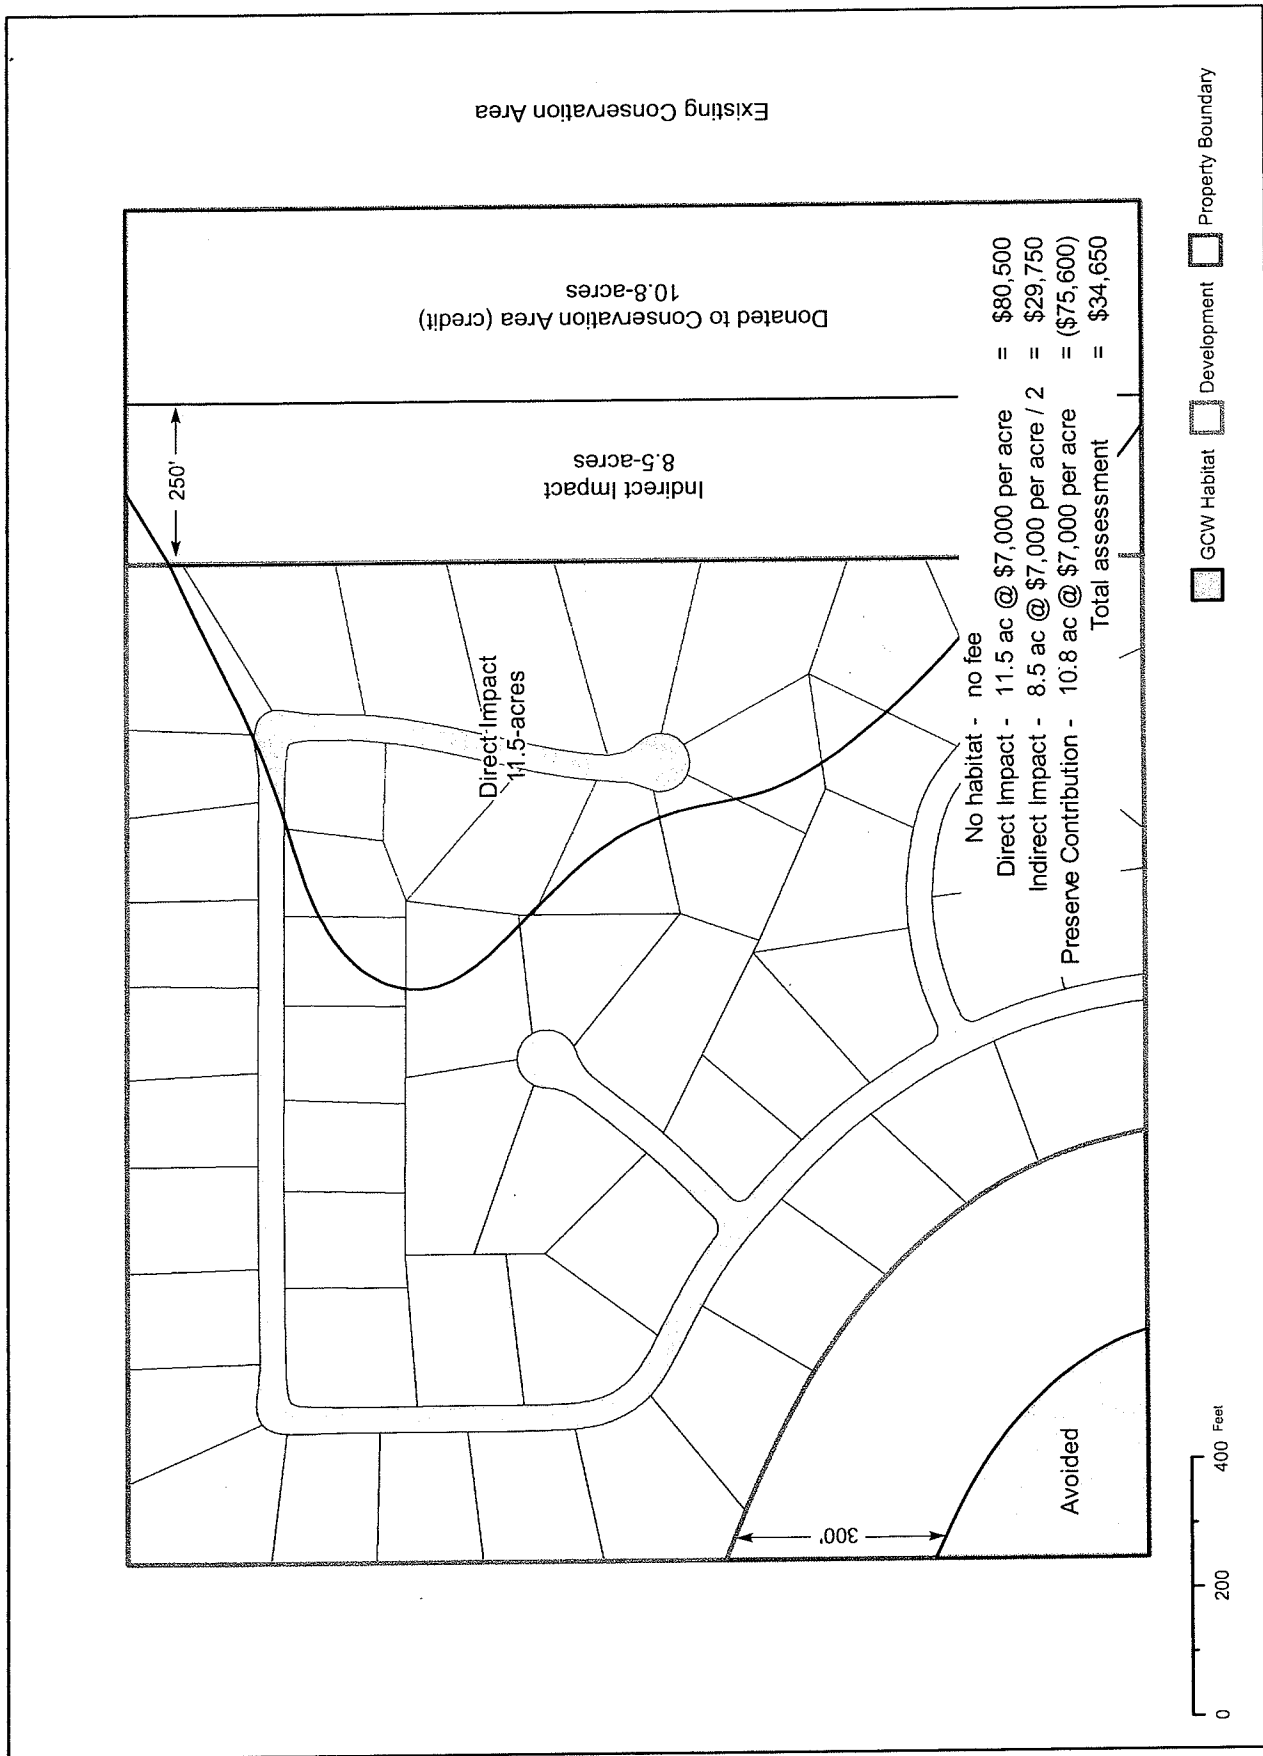 Existing Conservation Area
Donated to Conservation Area (credit)
10.8-acres
250'
Indirect Impact
8.5-acres
Direct Impact
11.5-acres
No habitat - no fee
Direct Impact - 11.5 ac @ $7,000 per acre = $80,500
Indirect Impact - 8.5 ac @ $7,000 per acre / 2 = $29,750
Preserve Contribution - 10.8 ac @ $7,000 per acre = ($75,600)
Total assessment = $34,650
300'
Avoided
0 200 400 Feet
GCW Habitat Development Property Boundary